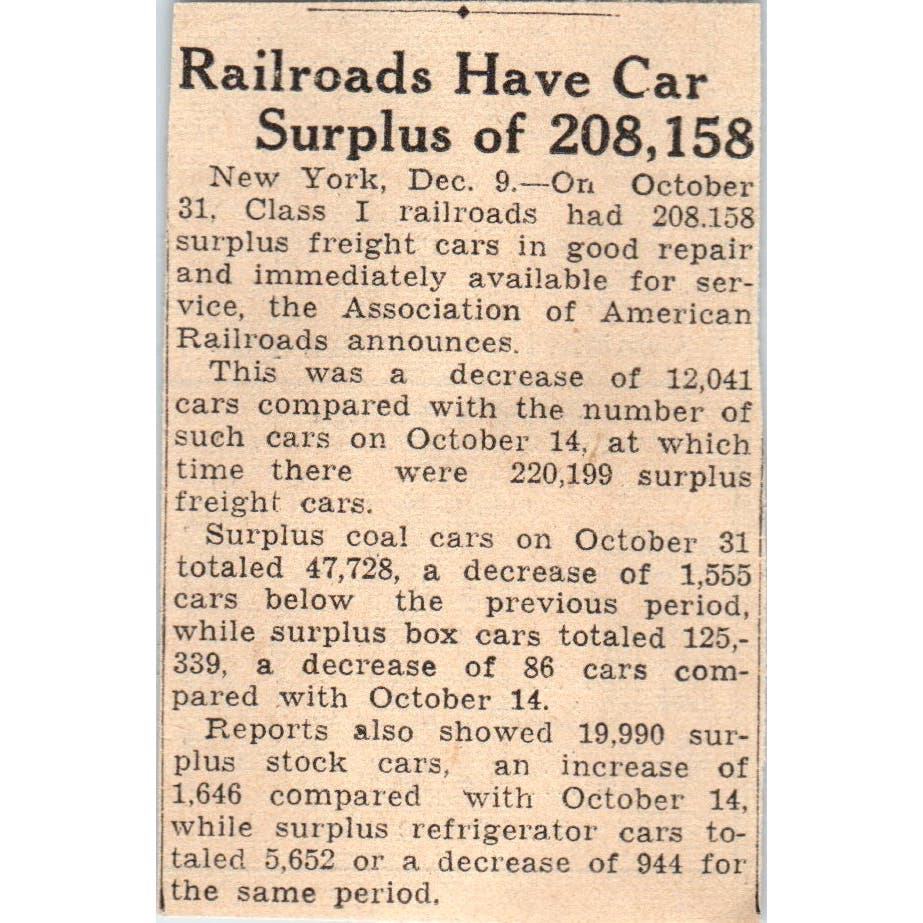 Railroads Have Car
Surplus of 208,158
New York, Dec. 9.—On October
31, Class I railroads had 208.158
surplus freight cars in good repair
and immediately available for ser-
vice, the Association of American
Railroads announces.
This was a decrease of 12,041
cars compared with the number of
such cars on October 14, at which
time there were 220,199 surplus
freight cars.
Surplus coal cars on October 31
totaled 47,728, a decrease of 1,555
cars below the previous period,
while surplus box cars totaled 125,-
339, a decrease of 86 cars com-
pared with October 14.
Reports also showed 19,990 sur-
plus stock cars, an increase of
1,646 compared with October 14,
while surplus refrigerator cars to-
taled 5,652 or a decrease of 944 for
the same period.